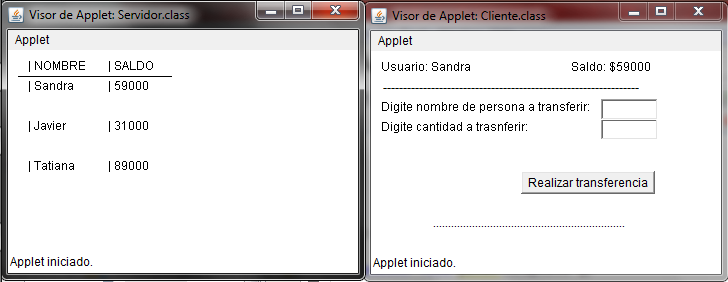 Visor de Applet: Servidor.class
Applet
| NOMBRE | SALDO
| Sandra | 59000
| Javier | 31000
| Tatiana | 89000
Applet iniciado.
Visor de Applet: Cliente.class
Applet
Usuario: Sandra Saldo: $59000
Digite nombre de persona a transferir:
Digite cantidad a trasnferir:
Realizar transferencia
Applet iniciado.